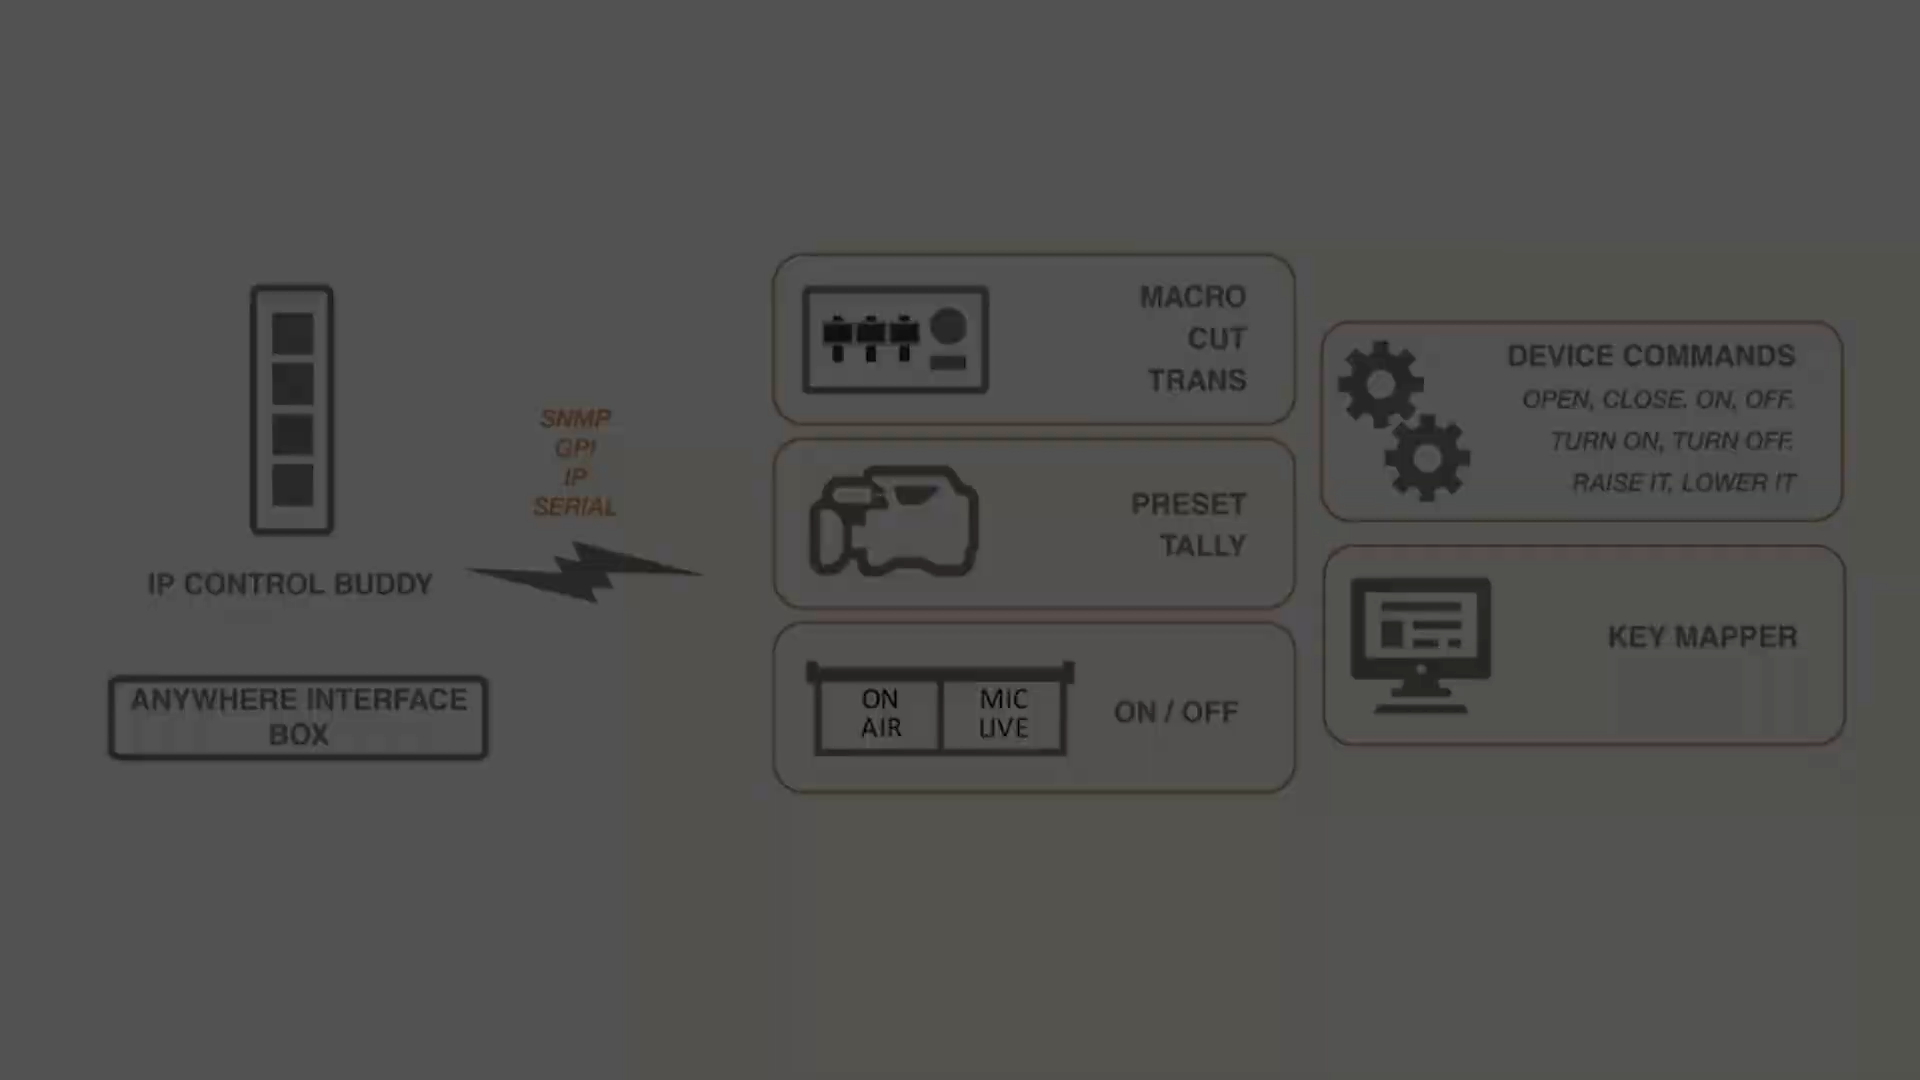 IP CONTROL BUDDY
ANYWHERE INTERFACE
BOX
SNMP
GPI
IP
SERIAL
MACRO
CUT
TRANS
PRESET
TALLY
ON
AIR
MIC
LIVE
ON / OFF
DEVICE COMMANDS
OPEN, CLOSE. ON, OFF.
TURN ON, TURN OFF.
RAISE IT, LOWER IT
KEY MAPPER